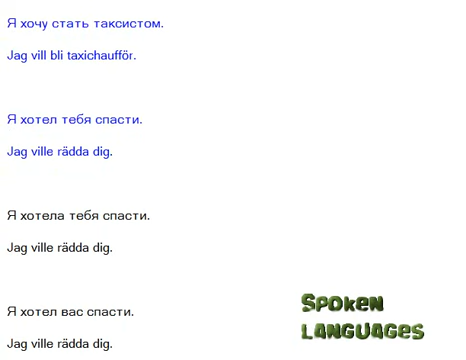 Я хочу стать таксистом.
Jag vill bli taxichaufför.
Я хотел тебя спасти.
Jag ville rädda dig.
Я хотела тебя спасти.
Jag ville rädda dig.
Я хотел вас спасти.
Jag ville rädda dig.
SPOKEN
LANGUAGES